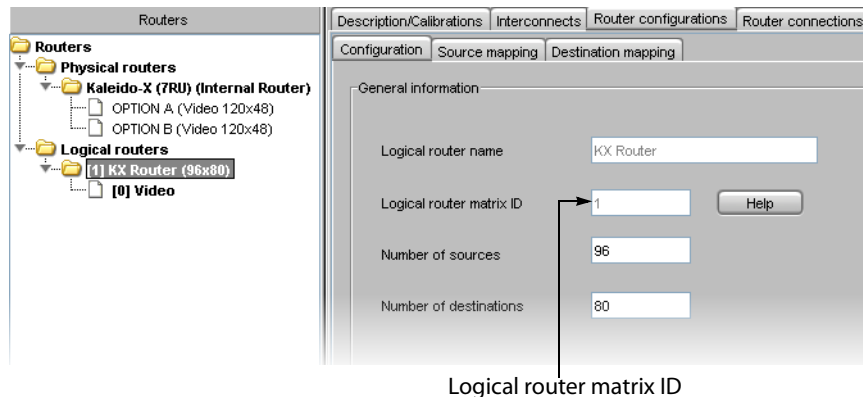 Routers
Routers
Physical routers
Kaleido-X (7RU) (Internal Router)
OPTION A (Video 120x48)
OPTION B (Video 120x48)
Logical routers
[1] KX Router (96x80)
[0] Video
Description/Calibrations Interconnects Router configurations Router connections
Configuration Source mapping Destination mapping
General information
Logical router name KX Router
Logical router matrix ID 1 Help
Number of sources 96
Number of destinations 80
Logical router matrix ID